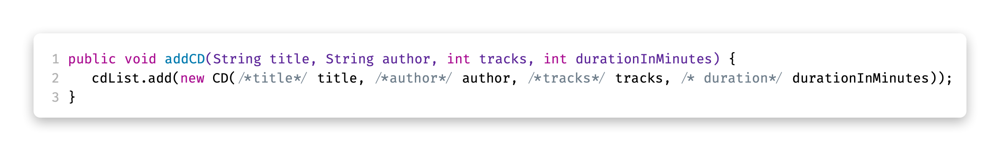 1 public void addCD(String title, String author, int tracks, int durationInMinutes) {
2    cdList.add(new CD(/*title*/ title, /*author*/ author, /*tracks*/ tracks, /* duration*/ durationInMinutes));
3 }